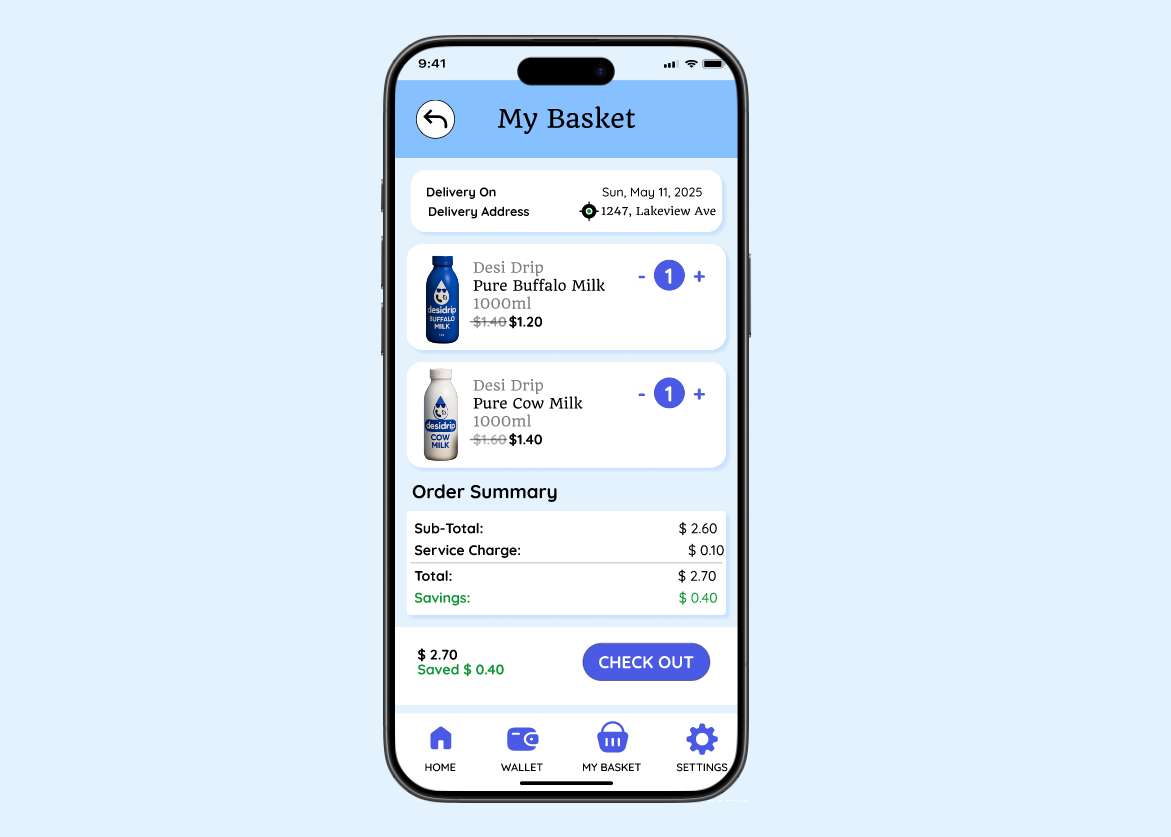 9:41
My Basket
Delivery On Sun, May 11, 2025
Delivery Address 1247, Lakeview Ave
Desi Drip
Pure Buffalo Milk
1000ml
$1.40 $1.20
- 1 +
desidrip
BUFFALO
MILK
Desi Drip
Pure Cow Milk
1000ml
$1.60 $1.40
- 1 +
desidrip
COW
MILK
Order Summary
Sub-Total: $ 2.60
Service Charge: $ 0.10
Total: $ 2.70
Savings: $ 0.40
$ 2.70
Saved $ 0.40
CHECK OUT
HOME WALLET MY BASKET SETTINGS